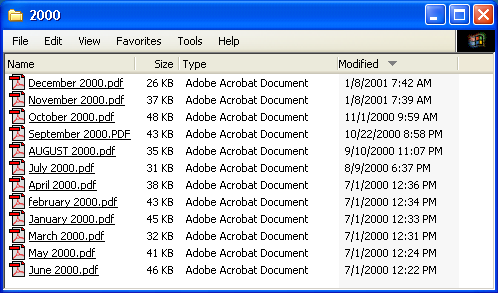 2000
File Edit View Favorites Tools Help
Name Size Type Modified
December 2000.pdf 26 KB Adobe Acrobat Document 1/8/2001 7:42 AM
November 2000.pdf 37 KB Adobe Acrobat Document 1/8/2001 7:39 AM
October 2000.pdf 48 KB Adobe Acrobat Document 11/1/2000 9:59 AM
September 2000.PDF 43 KB Adobe Acrobat Document 10/22/2000 8:58 PM
AUGUST 2000.pdf 35 KB Adobe Acrobat Document 9/10/2000 11:07 PM
July 2000.pdf 31 KB Adobe Acrobat Document 8/9/2000 6:37 PM
April 2000.pdf 38 KB Adobe Acrobat Document 7/1/2000 12:36 PM
february 2000.pdf 43 KB Adobe Acrobat Document 7/1/2000 12:34 PM
January 2000.pdf 45 KB Adobe Acrobat Document 7/1/2000 12:33 PM
March 2000.pdf 32 KB Adobe Acrobat Document 7/1/2000 12:31 PM
May 2000.pdf 41 KB Adobe Acrobat Document 7/1/2000 12:24 PM
June 2000.pdf 46 KB Adobe Acrobat Document 7/1/2000 12:22 PM